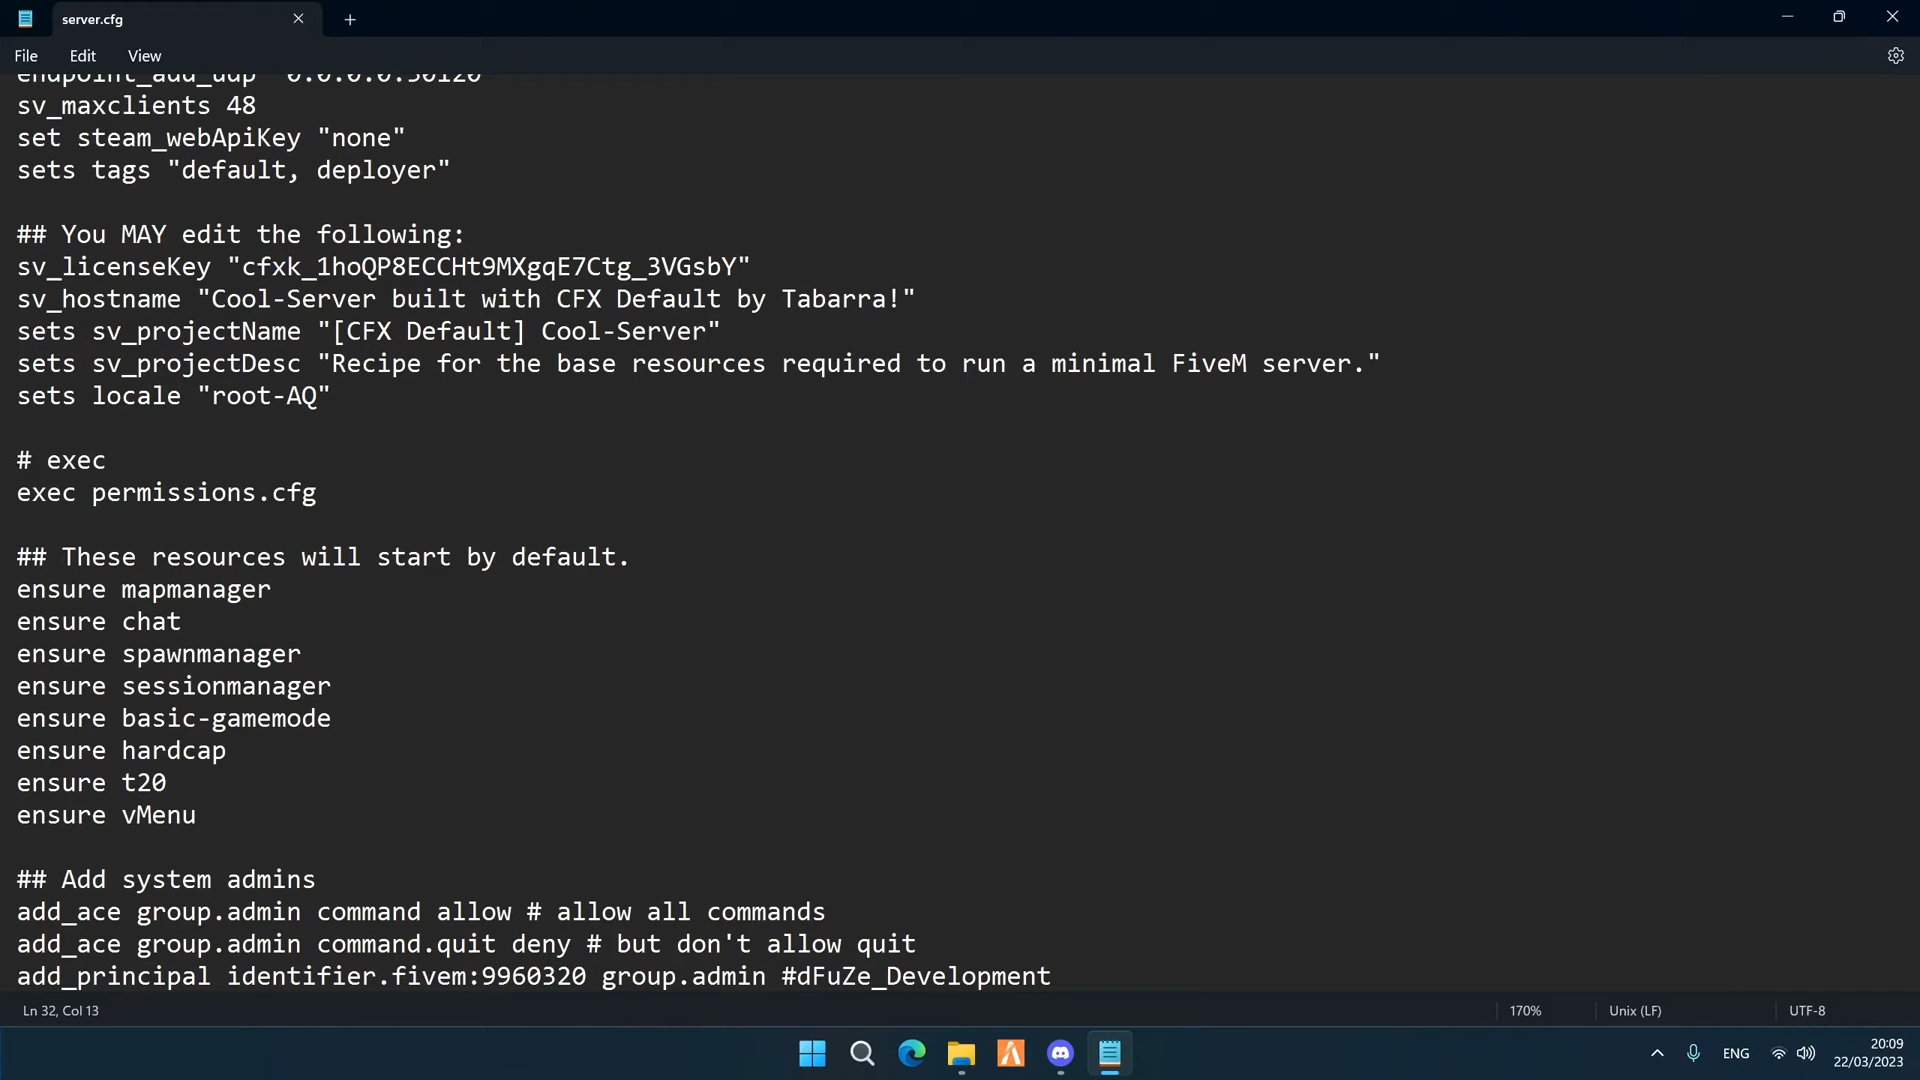 server.cfg
File Edit View
endpoint_add_udp "0.0.0.0:30120"
sv_maxclients 48
set steam_webApiKey "none"
sets tags "default, deployer"
## You MAY edit the following:
sv_licenseKey "cfxk_1hoQP8ECCHt9MXgqE7Ctg_3VGsbY"
sv_hostname "Cool-Server built with CFX Default by Tabarra!"
sets sv_projectName "[CFX Default] Cool-Server"
sets sv_projectDesc "Recipe for the base resources required to run a minimal FiveM server."
sets locale "root-AQ"
# exec
exec permissions.cfg
## These resources will start by default.
ensure mapmanager
ensure chat
ensure spawnmanager
ensure sessionmanager
ensure basic-gamemode
ensure hardcap
ensure t20
ensure vMenu
## Add system admins
add_ace group.admin command allow # allow all commands
add_ace group.admin command.quit deny # but don't allow quit
add_principal identifier.fivem:9960320 group.admin #dFuZe_Development
Ln 32, Col 13 170% Unix (LF) UTF-8
ENG 20:09
22/03/2023